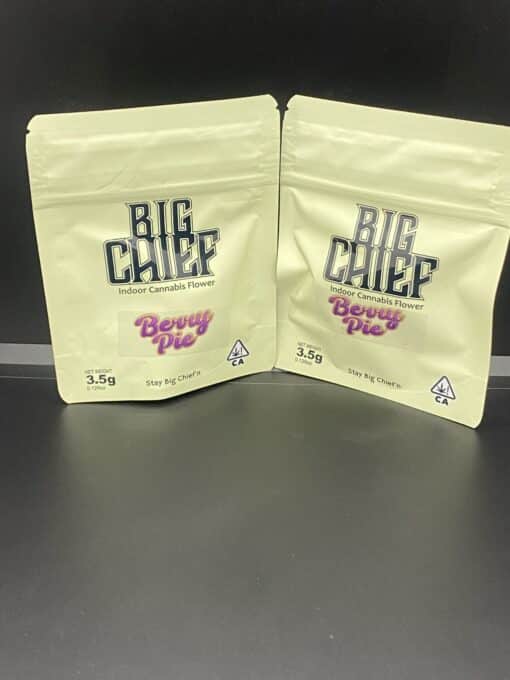 BIG
CHIEF
Indoor Cannabis Flower
Berry
Pie
NET WEIGHT
3.5g
Stay Big Chief'n
CA
BIG
CHIEF
Indoor Cannabis Flower
Berry
Pie
NET WEIGHT
3.5g
Stay Big Chief'n
CA